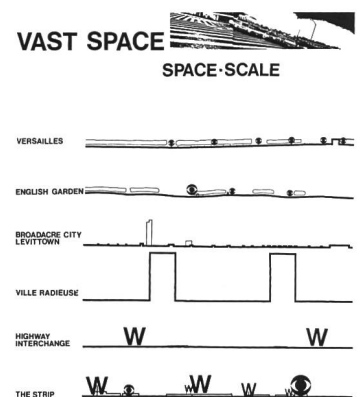 VAST SPACE
SPACE·SCALE
VERSAILLES
ENGLISH GARDEN
BROADACRE CITY
LEVITTOWN
VILLE RADIEUSE
HIGHWAY
INTERCHANGE
W W
THE STRIP
W W W W W